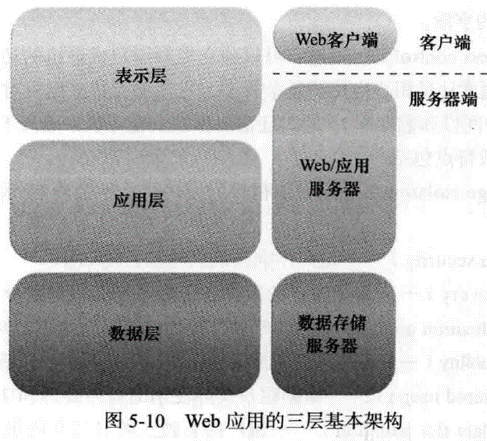 表示层
Web客户端
客户端
服务器端
应用层
Web/应用
服务器
数据层
数据存储
服务器
图 5-10 Web 应用的三层基本架构